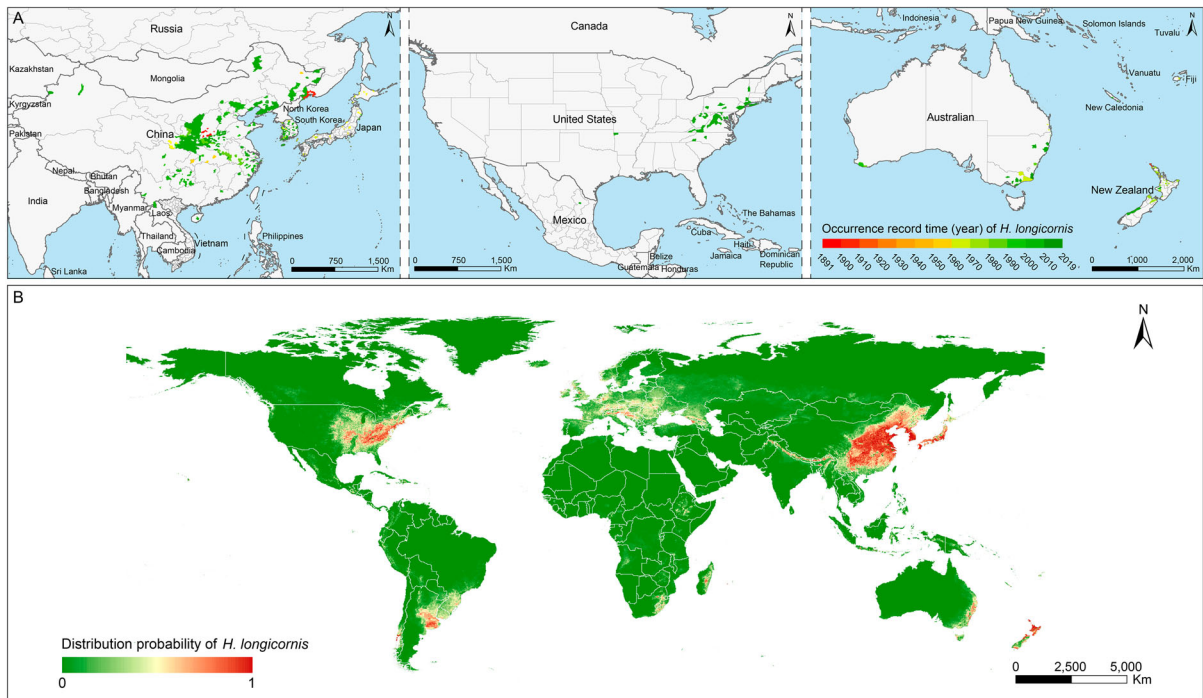 A
N
Russia
Kazakhstan
Mongolia
Kyrgyzstan
North Korea
South Korea
Japan
Pakistan
China
Nepal
Bhutan
Bangladesh
India
Myanmar
Laos
Thailand
Vietnam
Philippines
Cambodia
Sri Lanka
0 750 1,500
Km
N
Canada
United States
Mexico
The Bahamas
Cuba
Haiti
Jamaica
Dominican
Republic
Belize
Guatemala
Honduras
0 750 1,500
Km
N
Indonesia
Papua New Guinea
Solomon Islands
Tuvalu
Vanuatu
Fiji
New Caledonia
Australian
New Zealand
Occurrence record time (year) of H. longicornis
1891 1900 1910 1920 1930 1940 1950 1960 1970 1980 1990 2000 2010 2019
0 1,000 2,000
Km
B
N
Distribution probability of H. longicornis
0 1
0 2,500 5,000
Km